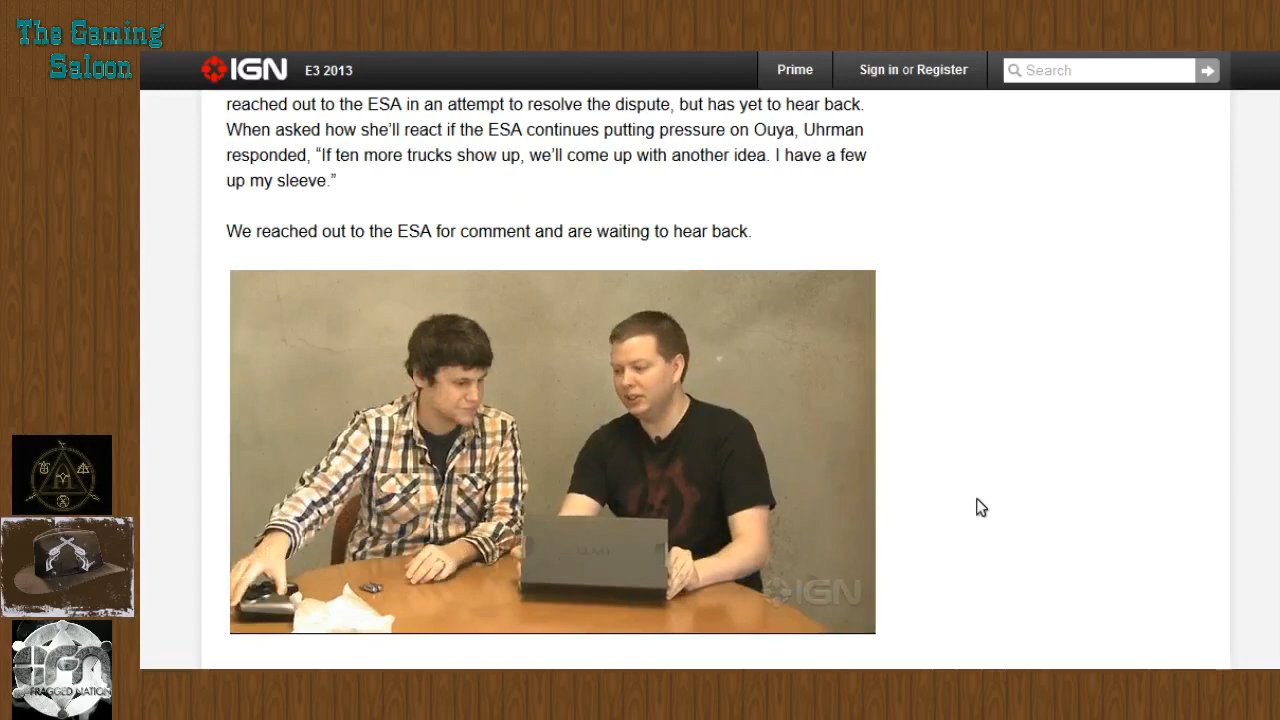 The Gaming
Saloon
IGN
E3 2013
Prime
Sign in or Register
Search
reached out to the ESA in an attempt to resolve the dispute, but has yet to hear back.
When asked how she’ll react if the ESA continues putting pressure on Ouya, Uhrman
responded, “If ten more trucks show up, we’ll come up with another idea. I have a few
up my sleeve.”
We reached out to the ESA for comment and are waiting to hear back.
IGN
FRAGGED NATION